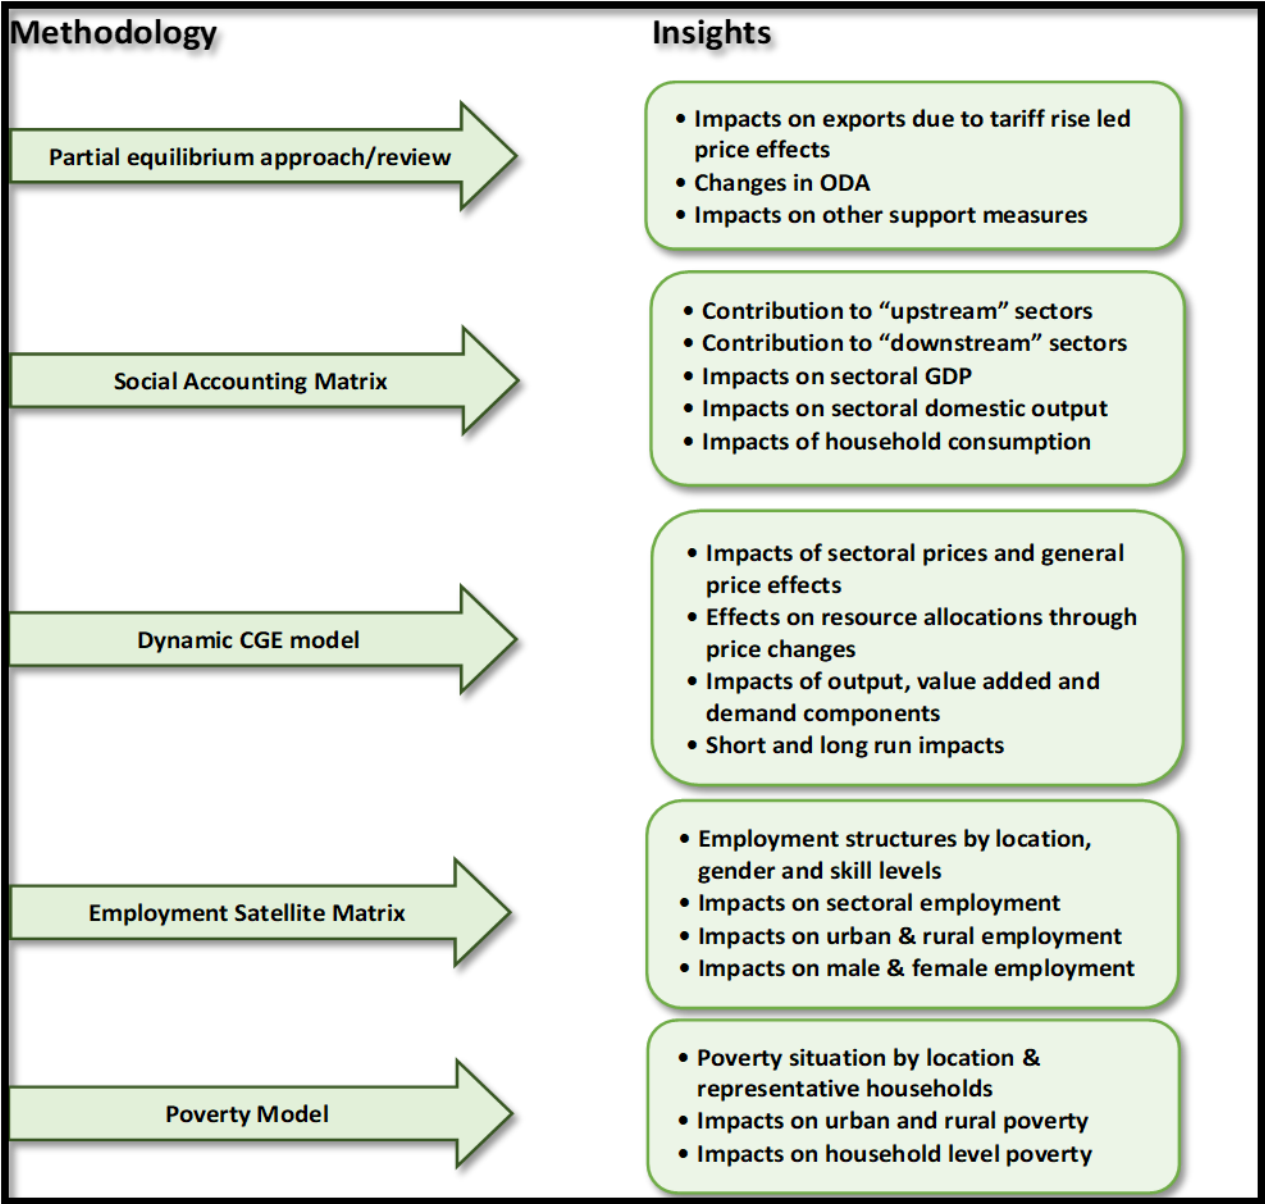 Methodology
Insights
Partial equilibrium approach/review
• Impacts on exports due to tariff rise led
price effects
• Changes in ODA
• Impacts on other support measures
Social Accounting Matrix
• Contribution to “upstream” sectors
• Contribution to “downstream” sectors
• Impacts on sectoral GDP
• Impacts on sectoral domestic output
• Impacts of household consumption
Dynamic CGE model
• Impacts of sectoral prices and general
price effects
• Effects on resource allocations through
price changes
• Impacts of output, value added and
demand components
• Short and long run impacts
Employment Satellite Matrix
• Employment structures by location,
gender and skill levels
• Impacts on sectoral employment
• Impacts on urban & rural employment
• Impacts on male & female employment
Poverty Model
• Poverty situation by location &
representative households
• Impacts on urban and rural poverty
• Impacts on household level poverty